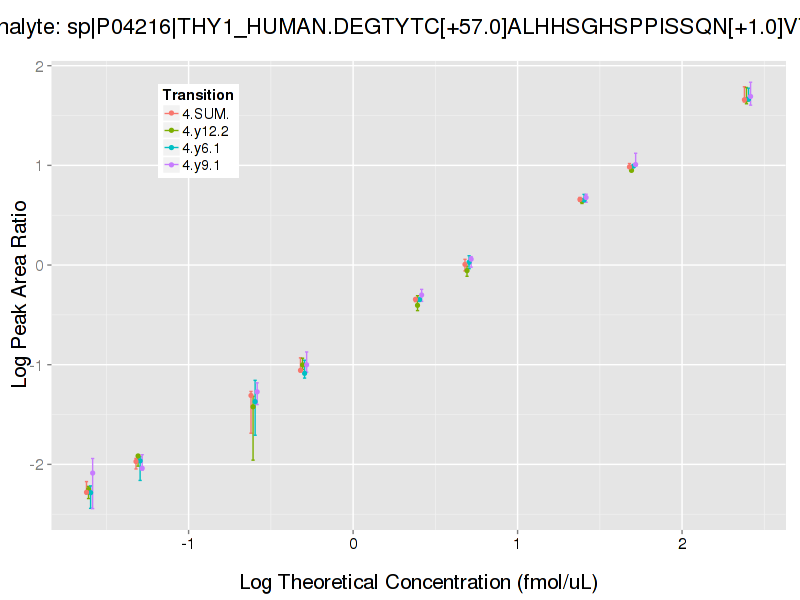 nalyte: sp|P04216|THY1_HUMAN.DEGTYTC[+57.0]ALHHSGHSPPISSQN[+1.0]V
2
1
0
-1
-2
Log Peak Area Ratio
Transition
4.SUM.
4.y12.2
4.y6.1
4.y9.1
-1 0 1 2
Log Theoretical Concentration (fmol/uL)